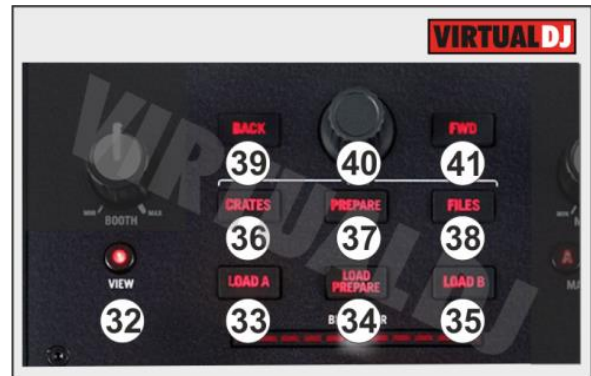 VIRTUALDJ
BACK
FWD
39
40
41
MIN
BOOTH
MAX
CRATES
PREPARE
FILES
36
37
38
VIEW
LOAD A
LOAD PREPARE
LOAD B
32
33
34
35
A
VIRTUALDJ